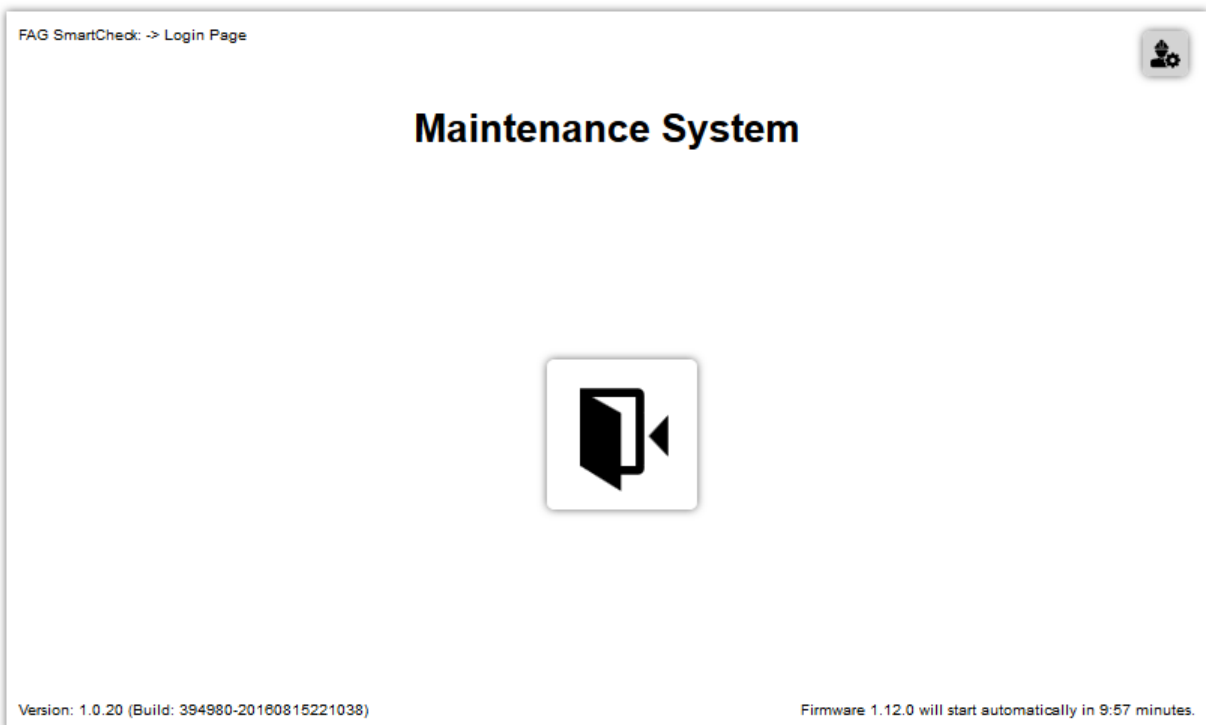 FAG SmartCheck: -> Login Page
Maintenance System
Version: 1.0.20 (Build: 394980-20160815221038)
Firmware 1.12.0 will start automatically in 9:57 minutes.